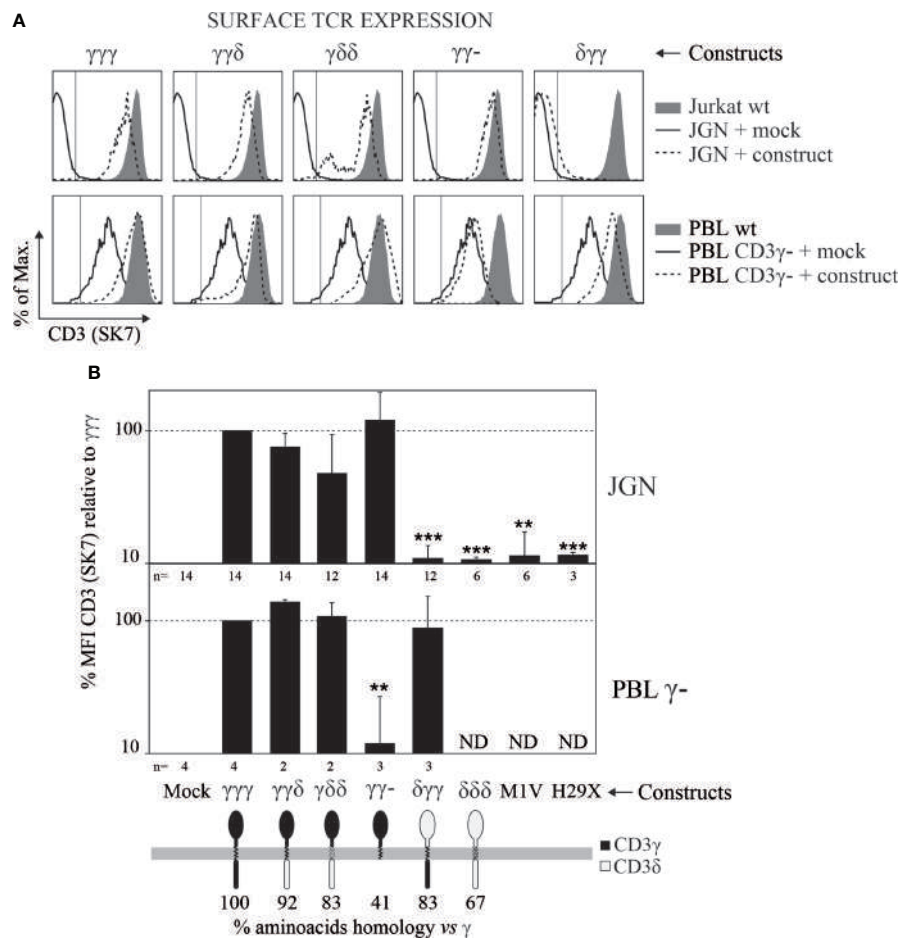 A
SURFACE TCR EXPRESSION
γγγ γγδ γδδ γγ- δγγ ← Constructs
Jurkat wt
JGN + mock
JGN + construct
PBL wt
PBL CD3γ- + mock
PBL CD3γ- + construct
% of Max.
CD3 (SK7)
B
% MFI CD3 (SK7) relative to γγγ
100
JGN
*** *** ** ***
10
n= 14 14 14 12 14 12 6 6 3
100
PBL γ-
**
ND ND ND
10
n= 4 4 2 2 3 3
Mock γγγ γγδ γδδ γγ- δγγ δδδ M1V H29X ← Constructs
CD3γ
CD3δ
100 92 83 41 83 67
% aminoacids homology vs γ